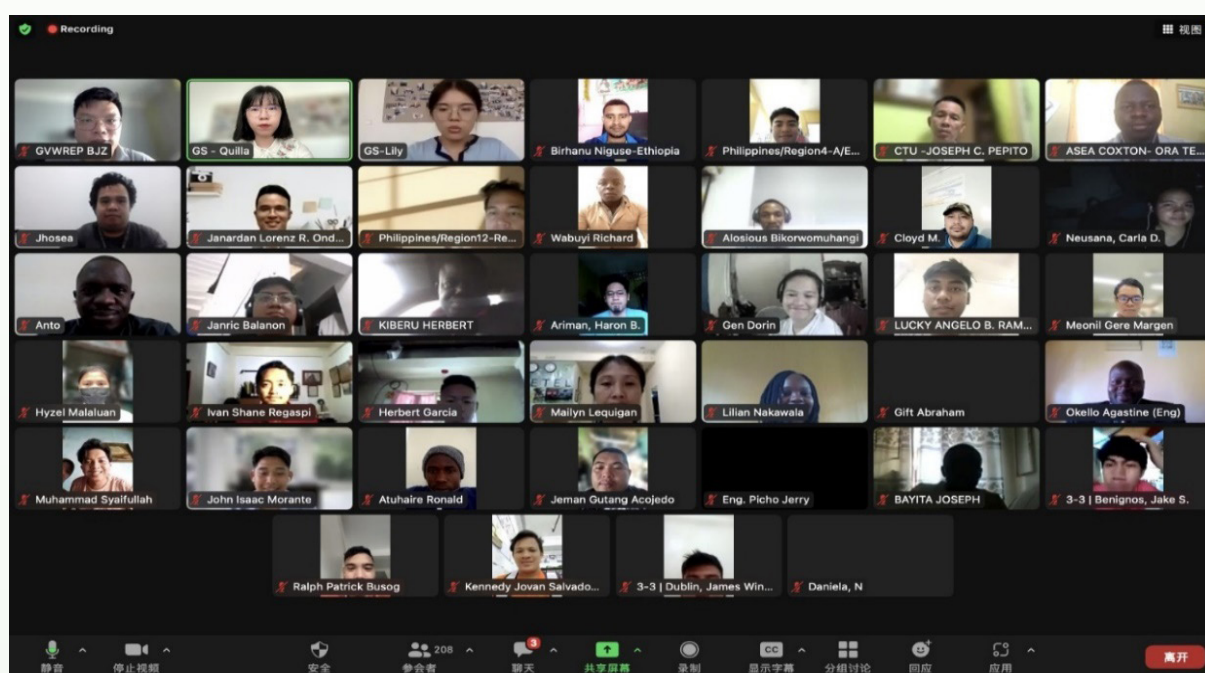 Recording
视图
GVWREP BJZ
GS - Quilla
GS-Lily
Birhanu Niguse-Ethiopia
Philippines/Region4-A/E...
CTU -JOSEPH C. PEPITO
ASEA COXTON- ORA TE...
Jhosea
Janardan Lorenz R. Ond...
Philippines/Region12-Re...
Wabuyi Richard
Alosious Bikorwomuhangi
Cloyd M.
Neusana, Carla D.
Anto
Janric Balanon
KIBERU HERBERT
Ariman, Haron B.
Gen Dorin
LUCKY ANGELO B. RAM...
Meonil Gere Margen
Hyzel Malaluan
Ivan Shane Regaspi
Herbert Garcia
Mailyn Lequigan
Lilian Nakawala
Gift Abraham
Okello Agastine (Eng)
Muhammad Syaifullah
John Isaac Morante
Atuhaire Ronald
Jeman Gutang Acojedo
Eng. Picho Jerry
BAYITA JOSEPH
3-3 | Benignos, Jake S.
Ralph Patrick Busog
Kennedy Jovan Salvado...
3-3 | Dublin, James Win...
Daniela, N
208
3
CC
静音
停止视频
安全
参会者
聊天
共享屏幕
录制
显示字幕
分组讨论
回应
应用
离开